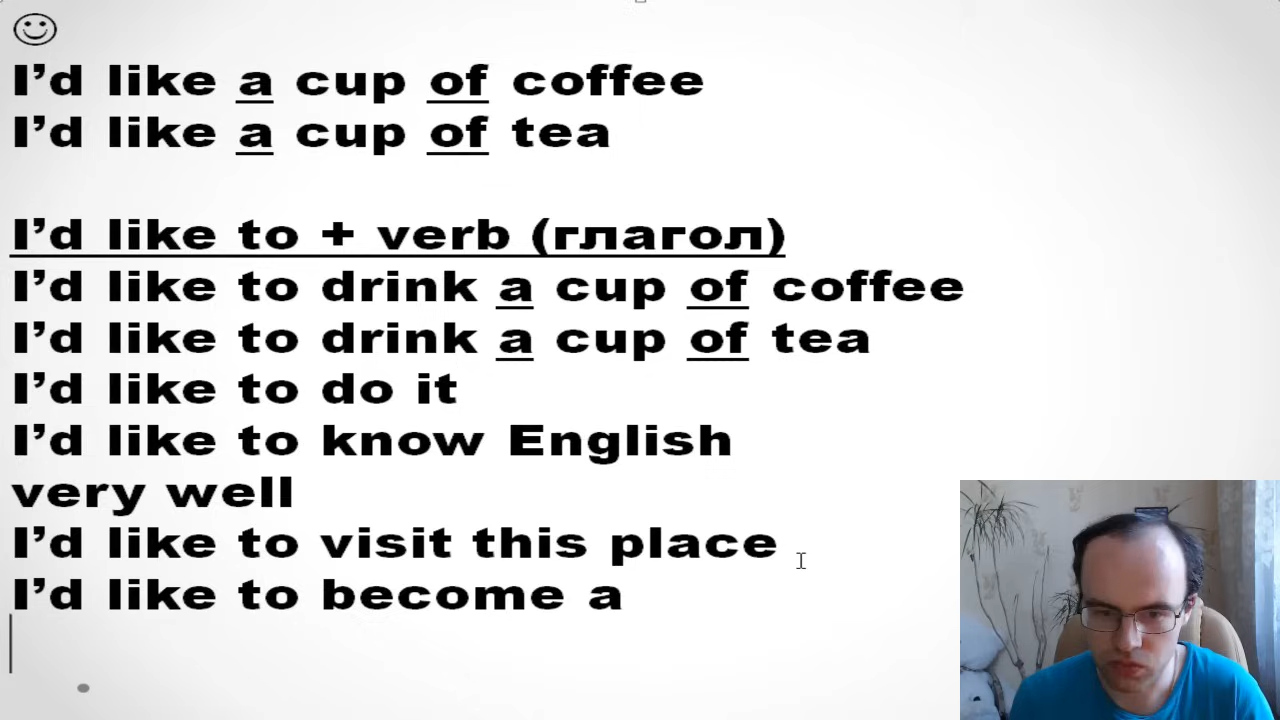 I’d like a cup of coffee
I’d like a cup of tea
I’d like to + verb (глагол)
I’d like to drink a cup of coffee
I’d like to drink a cup of tea
I’d like to do it
I’d like to know English
very well
I’d like to visit this place
I’d like to become a